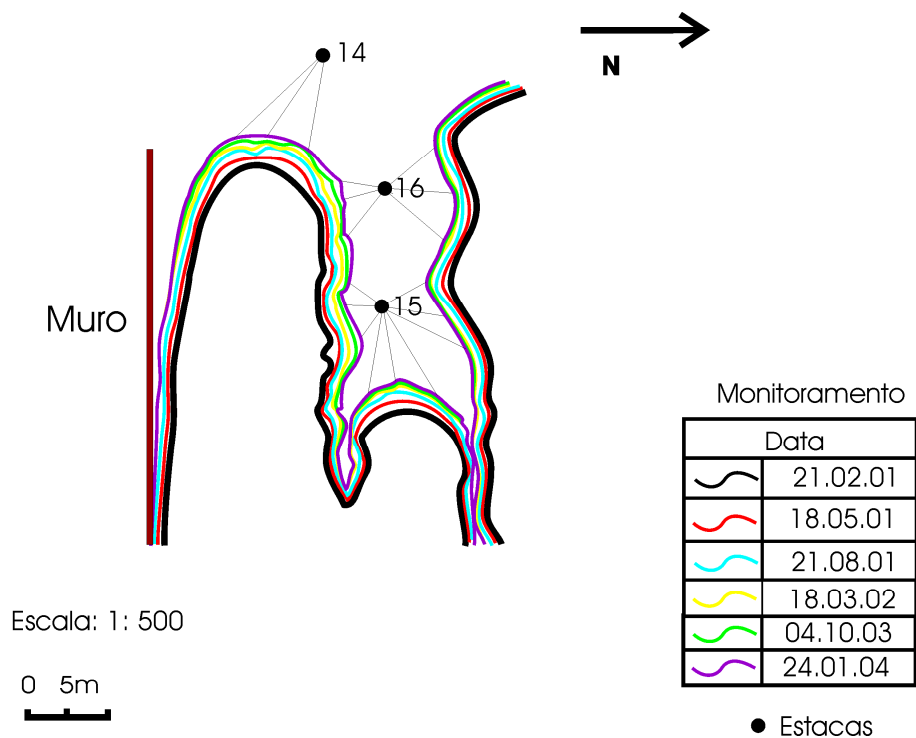 14
N
16
15
Muro
Monitoramento
Data
21.02.01
18.05.01
21.08.01
18.03.02
04.10.03
24.01.04
Escala: 1: 500
0 5m
Estacas